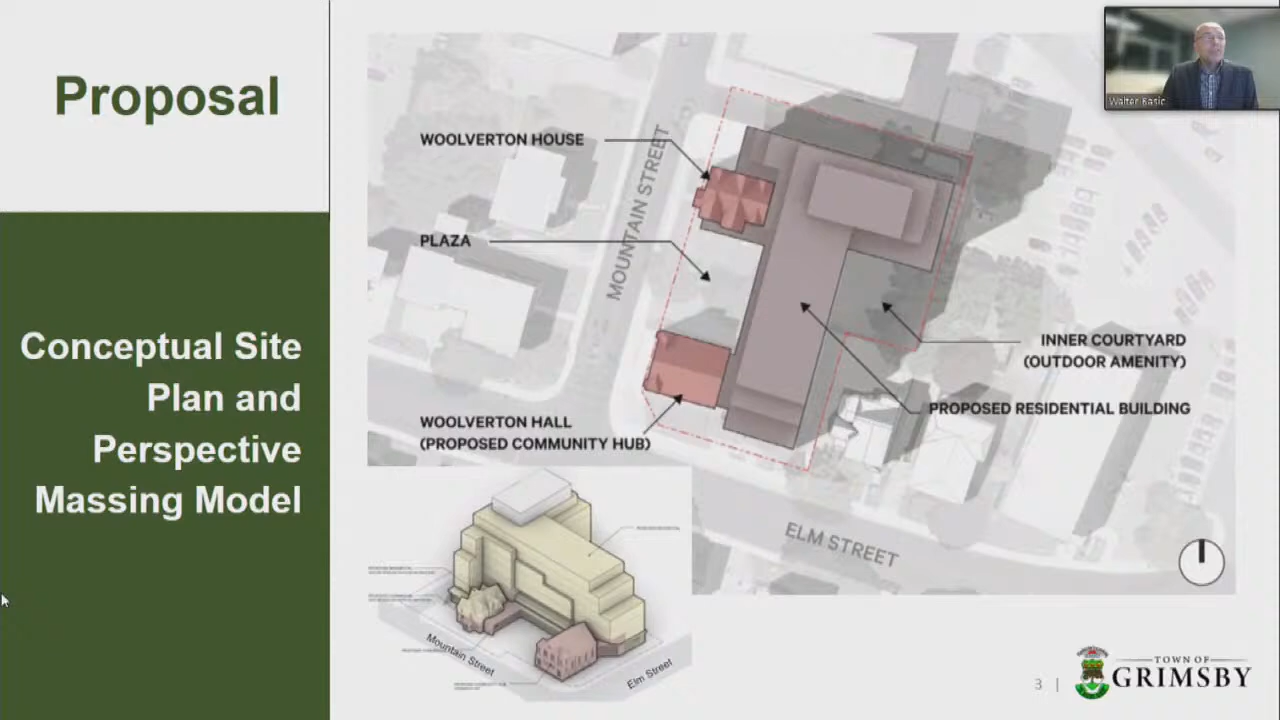 Proposal
Conceptual Site
Plan and
Perspective
Massing Model
WOOLVERTON HOUSE
PLAZA
MOUNTAIN STREET
WOOLVERTON HALL
(PROPOSED COMMUNITY HUB)
INNER COURTYARD
(OUTDOOR AMENITY)
PROPOSED RESIDENTIAL BUILDING
ELM STREET
Mountain Street
Elm Street
Walter Basic
3 |
TOWN OF
GRIMSBY